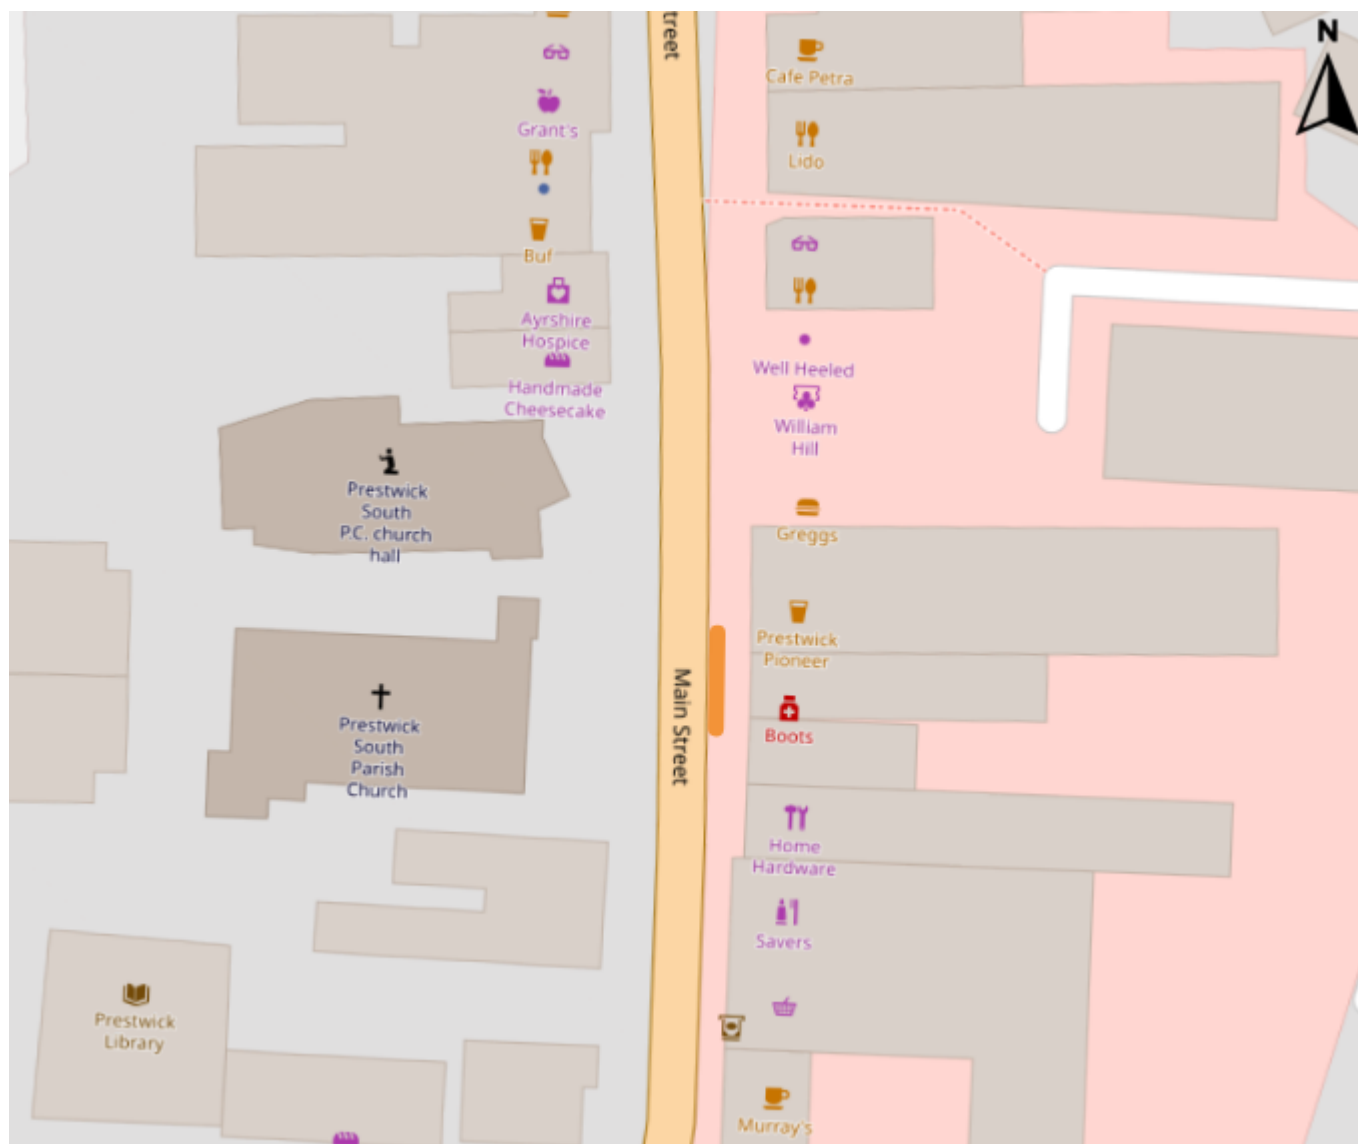 treet
N
Cafe Petra
Grant's
Lido
Buf
Ayrshire
Hospice
Well Heeled
Handmade
Cheesecake
William
Hill
Prestwick
South
P.C. church
hall
Greggs
Prestwick
Pioneer
Main Street
Prestwick
South
Parish
Church
Boots
Home
Hardware
Savers
Prestwick
Library
Murray's